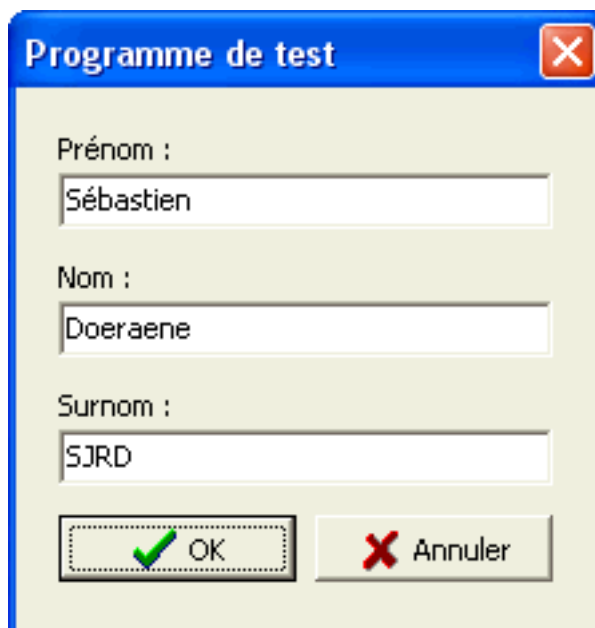 Programme de test
Prénom :
Sébastien
Nom :
Doeraene
Surnom :
SJRD
OK Annuler